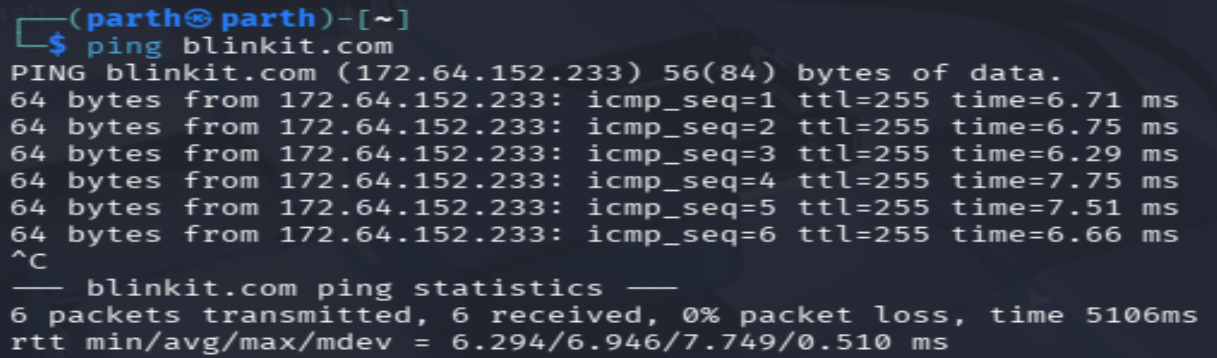 ┌──(parth㉿parth)-[~]
└─$ ping blinkit.com
PING blinkit.com (172.64.152.233) 56(84) bytes of data.
64 bytes from 172.64.152.233: icmp_seq=1 ttl=255 time=6.71 ms
64 bytes from 172.64.152.233: icmp_seq=2 ttl=255 time=6.75 ms
64 bytes from 172.64.152.233: icmp_seq=3 ttl=255 time=6.29 ms
64 bytes from 172.64.152.233: icmp_seq=4 ttl=255 time=7.75 ms
64 bytes from 172.64.152.233: icmp_seq=5 ttl=255 time=7.51 ms
64 bytes from 172.64.152.233: icmp_seq=6 ttl=255 time=6.66 ms
^C
--- blinkit.com ping statistics ---
6 packets transmitted, 6 received, 0% packet loss, time 5106ms
rtt min/avg/max/mdev = 6.294/6.946/7.749/0.510 ms